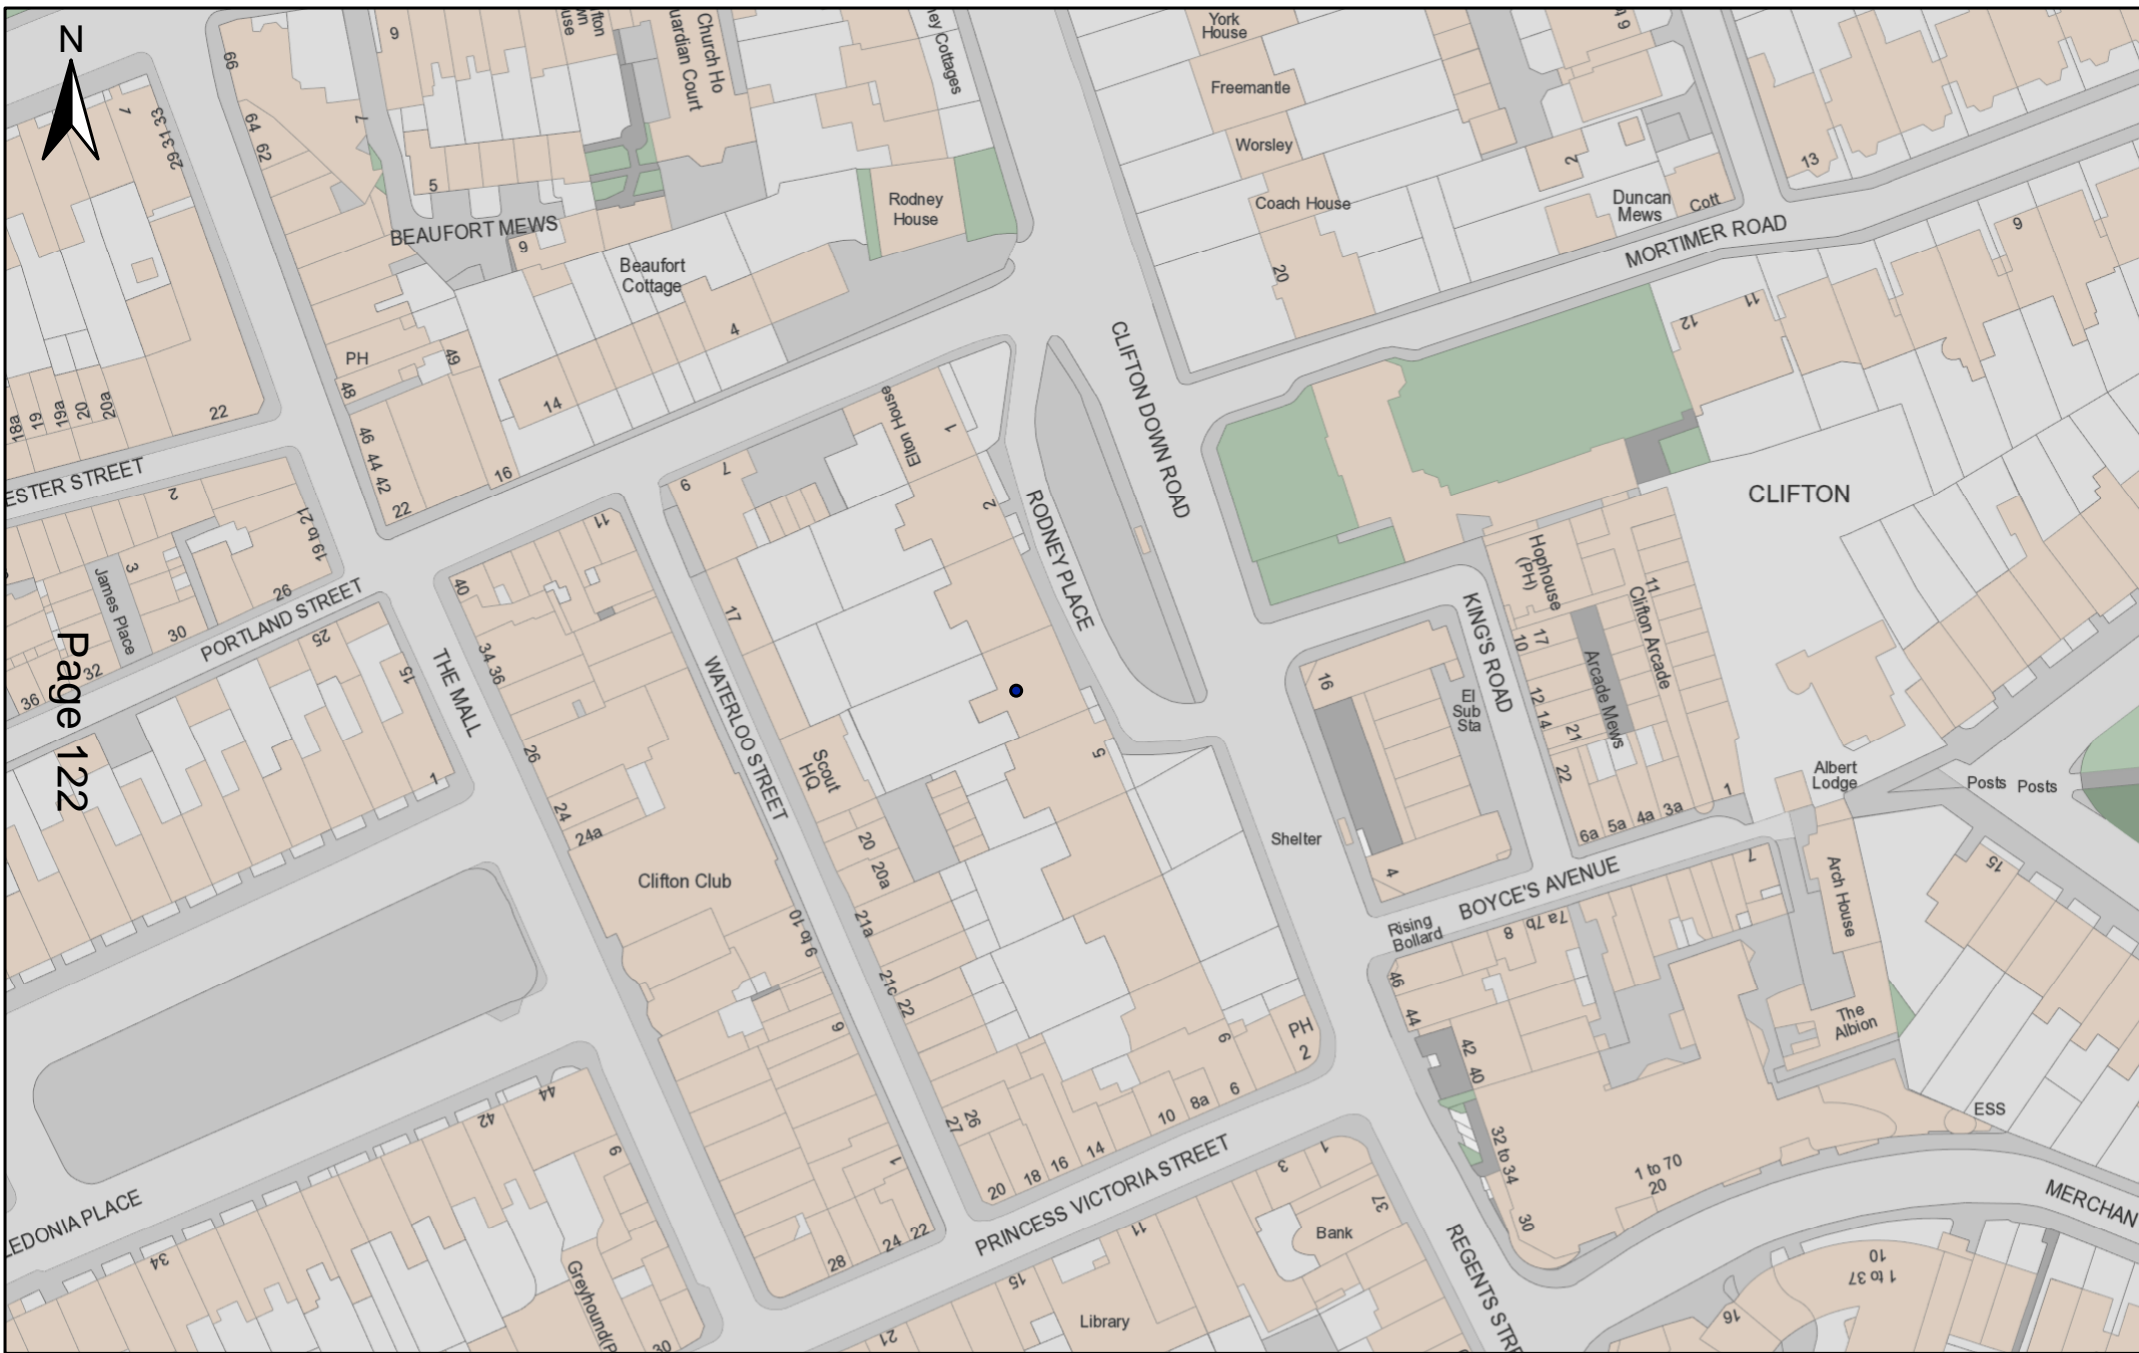 N
York
House
Freemantle
Worsley
Coach House
20
Church Ho
uardian Court
ney Cottages
Rodney
House
BEAUFORT MEWS
Beaufort
Cottage
66
64
62
7
5
9
9
29 31 33
1
4
14
16
PH
48
49
46
44
42
22
22
18a
19
19a
20
20a
ESTER STREET
2
3
James Place
19 to 21
26
30
32
36
PORTLAND STREET
25
15
1
THE MALL
40
11
34 36
26
24
24a
Clifton Club
9 to 10
9
1
28
24
22
WATERLOO STREET
9
7
17
Elton House
1
2
5
RODNEY PLACE
CLIFTON DOWN ROAD
Scout
HQ
20
20a
21a
21c
22
27
26
20
18
16
14
10
8a
6
9
PH
2
PRINCESS VICTORIA STREET
MORTIMER ROAD
Duncan
Mews
Cott
2
13
9
11
12
CLIFTON
Hophouse
(PH)
KING'S ROAD
17
10
12
14
21
22
11
Clifton Arcade
Arcade Mews
El
Sub
Sta
16
4
Shelter
6a
5a
4a
3a
1
BOYCE'S AVENUE
Rising
Bollard
8
7a 7b
7
Albert
Lodge
Posts
Posts
Arch House
15
The
Albion
46
44
42
40
32 to 34
30
1 to 70
20
ESS
MERCHAN
10
1 to 37
16
REGENTS STRE
37
Bank
1
3
11
15
21
Library
LEDONIA PLACE
34
42
44
9
Greyhound(P
30
Page 122